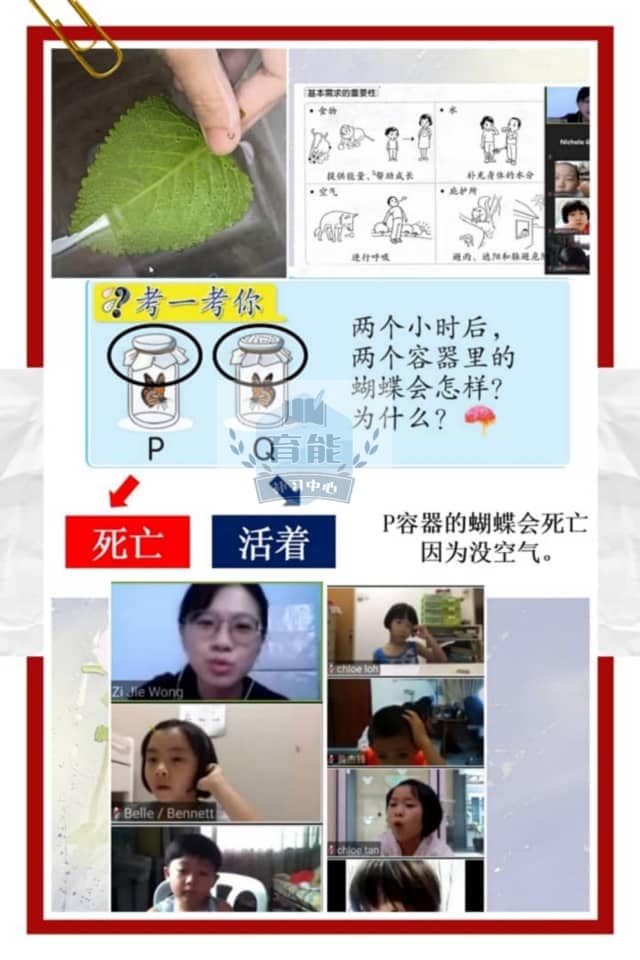 基本需求的重要性:
• 食物
• 水
提供能量、帮助成长
补充身体的水分
• 空气
• 庇护所
进行呼吸
避雨、遮阳和躲避危险
Nichole
? 考一考你
两个小时后，
两个容器里的
蝴蝶会怎样?
为什么?
P
Q
育能
补习中心
死亡
活着
P容器的蝴蝶会死亡
因为没空气。
Zi Jie Wong
chloe loh
Belle / Bennett
chloe tan